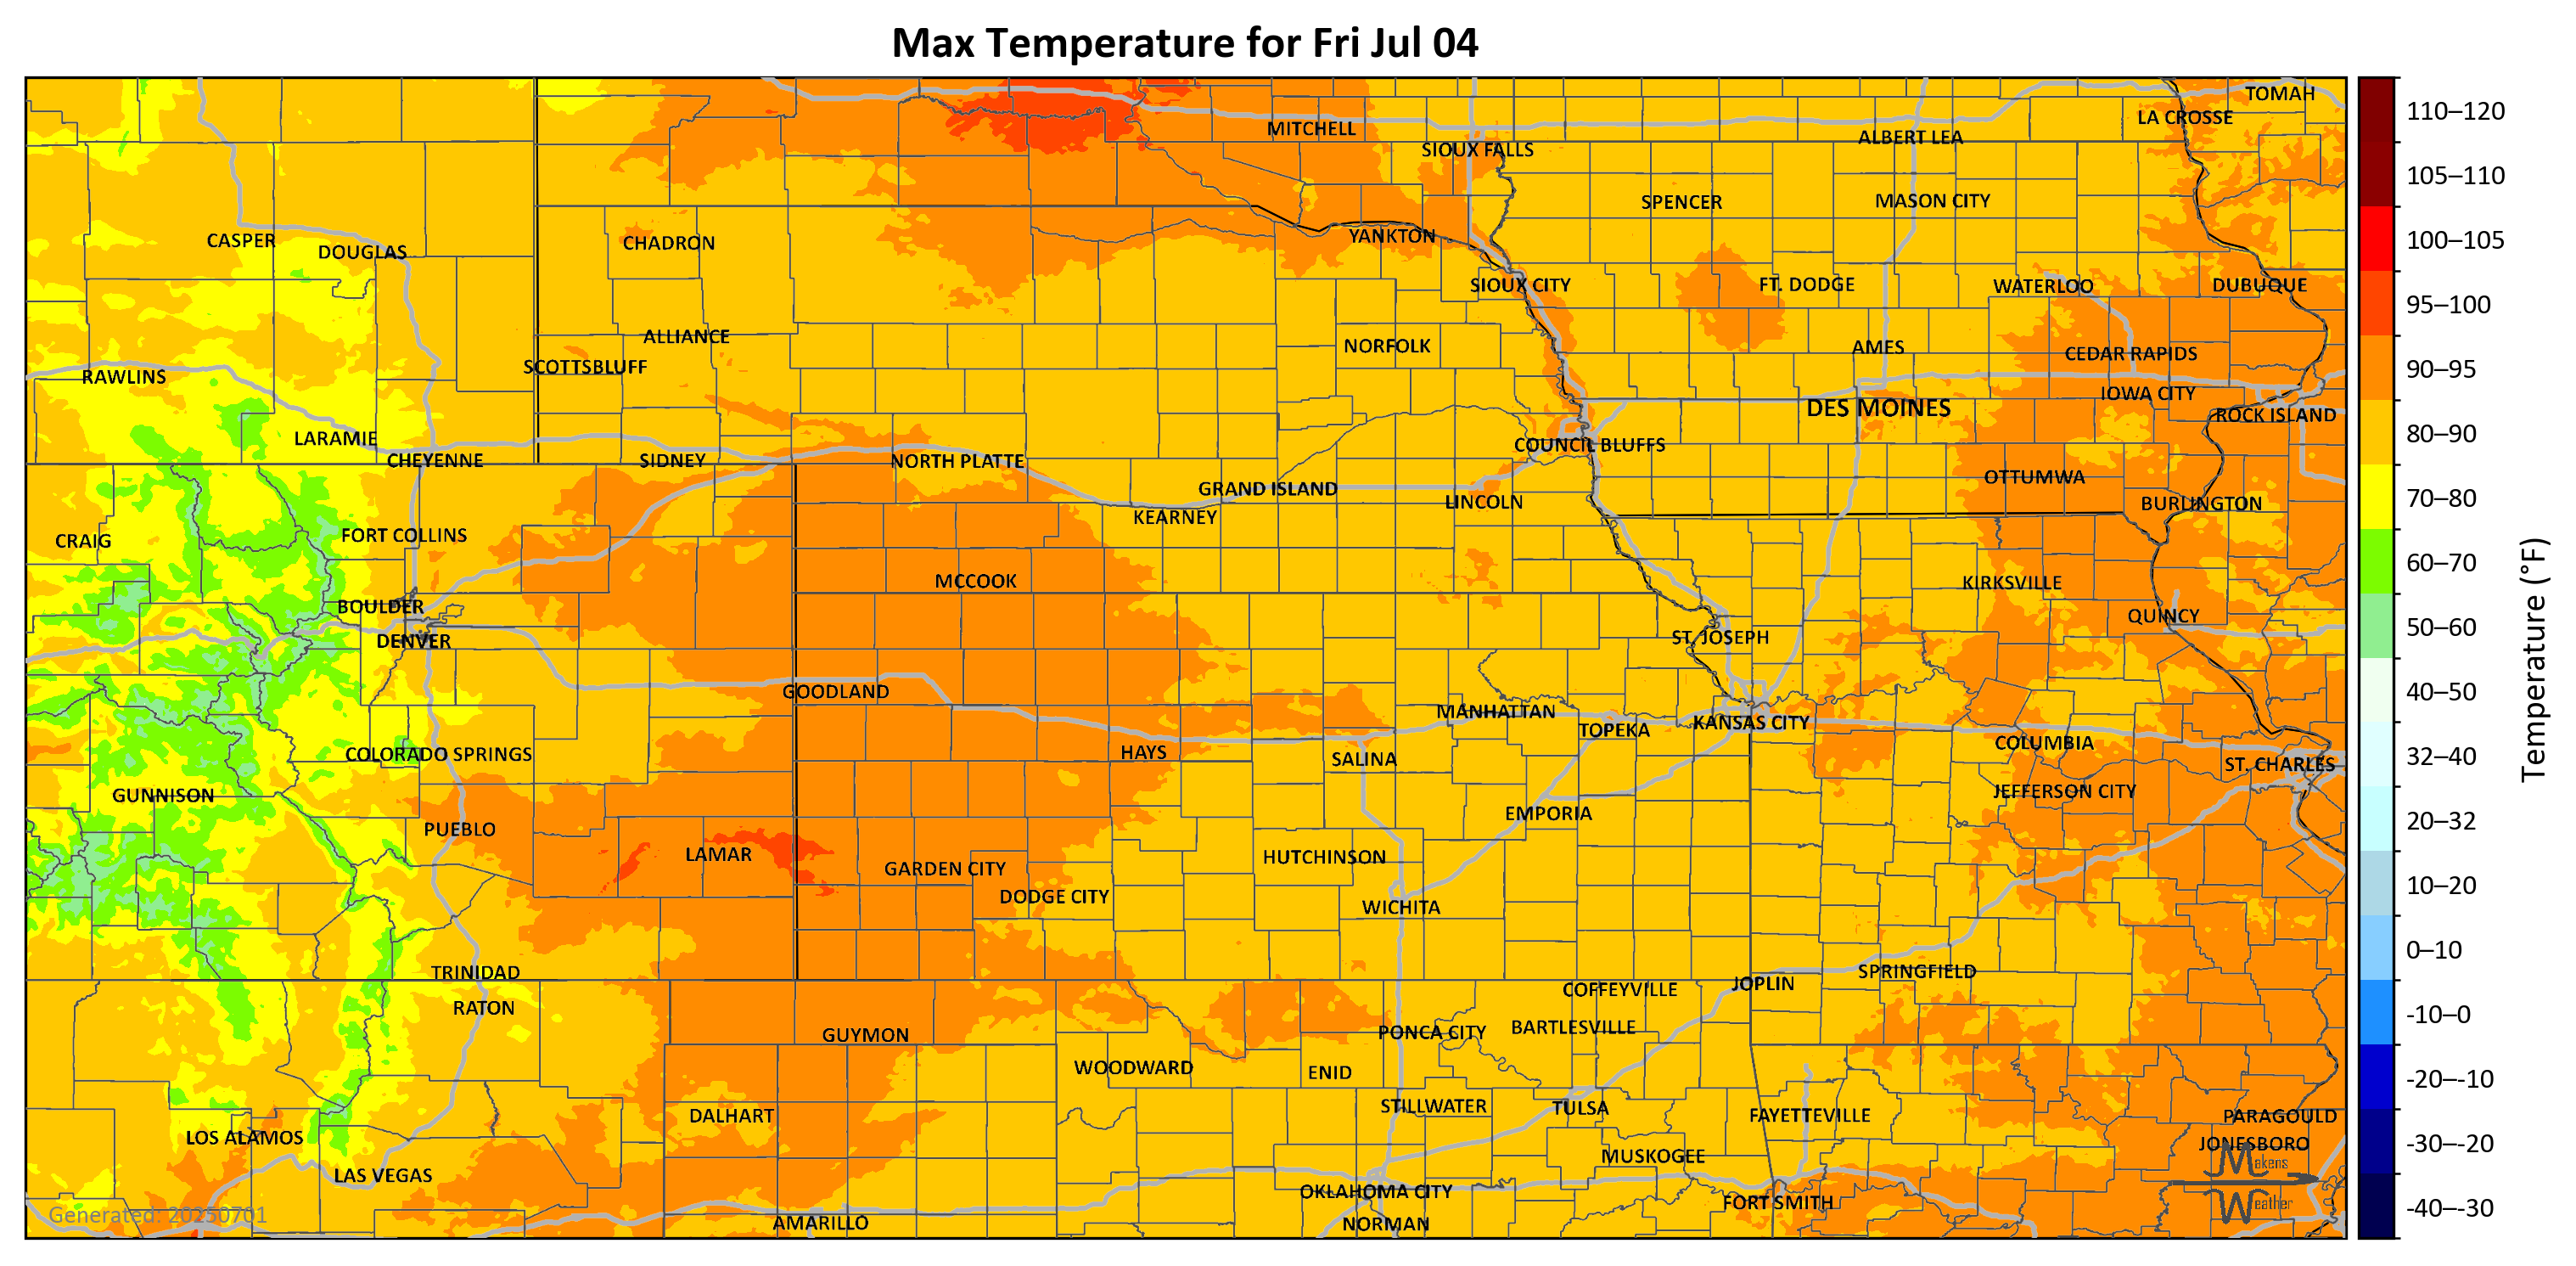 Max Temperature for Fri Jul 04
TOMAH
LA CROSSE
MITCHELL
ALBERT LEA
SIOUX FALLS
SPENCER
MASON CITY
CASPER
DOUGLAS
CHADRON
YANKTON
SIOUX CITY
FT. DODGE
WATERLOO
DUBUQUE
ALLIANCE
NORFOLK
AMES
CEDAR RAPIDS
SCOTTSBLUFF
RAWLINS
IOWA CITY
DES MOINES
ROCK ISLAND
LARAMIE
COUNCIL BLUFFS
CHEYENNE
SIDNEY
NORTH PLATTE
OTTUMWA
GRAND ISLAND
LINCOLN
BURLINGTON
KEARNEY
FORT COLLINS
CRAIG
MCCOOK
KIRKSVILLE
BOULDER
QUINCY
DENVER
ST. JOSEPH
GOODLAND
MANHATTAN
KANSAS CITY
TOPEKA
COLUMBIA
COLORADO SPRINGS
HAYS
SALINA
ST. CHARLES
GUNNISON
JEFFERSON CITY
EMPORIA
PUEBLO
LAMAR
HUTCHINSON
GARDEN CITY
DODGE CITY
WICHITA
TRINIDAD
SPRINGFIELD
JOPLIN
COFFEYVILLE
RATON
BARTLESVILLE
PONCA CITY
GUYMON
WOODWARD
ENID
STILLWATER
TULSA
DALHART
FAYETTEVILLE
PARAGOULD
LOS ALAMOS
JONESBORO
MUSKOGEE
Makens
LAS VEGAS
OKLAHOMA CITY
FORT SMITH
Weather
Generated: 20250701
AMARILLO
NORMAN
110–120
105–110
100–105
95–100
90–95
80–90
70–80
60–70
50–60
40–50
32–40
20–32
10–20
0–10
-10–0
-20–-10
-30–-20
-40–-30
Temperature (°F)